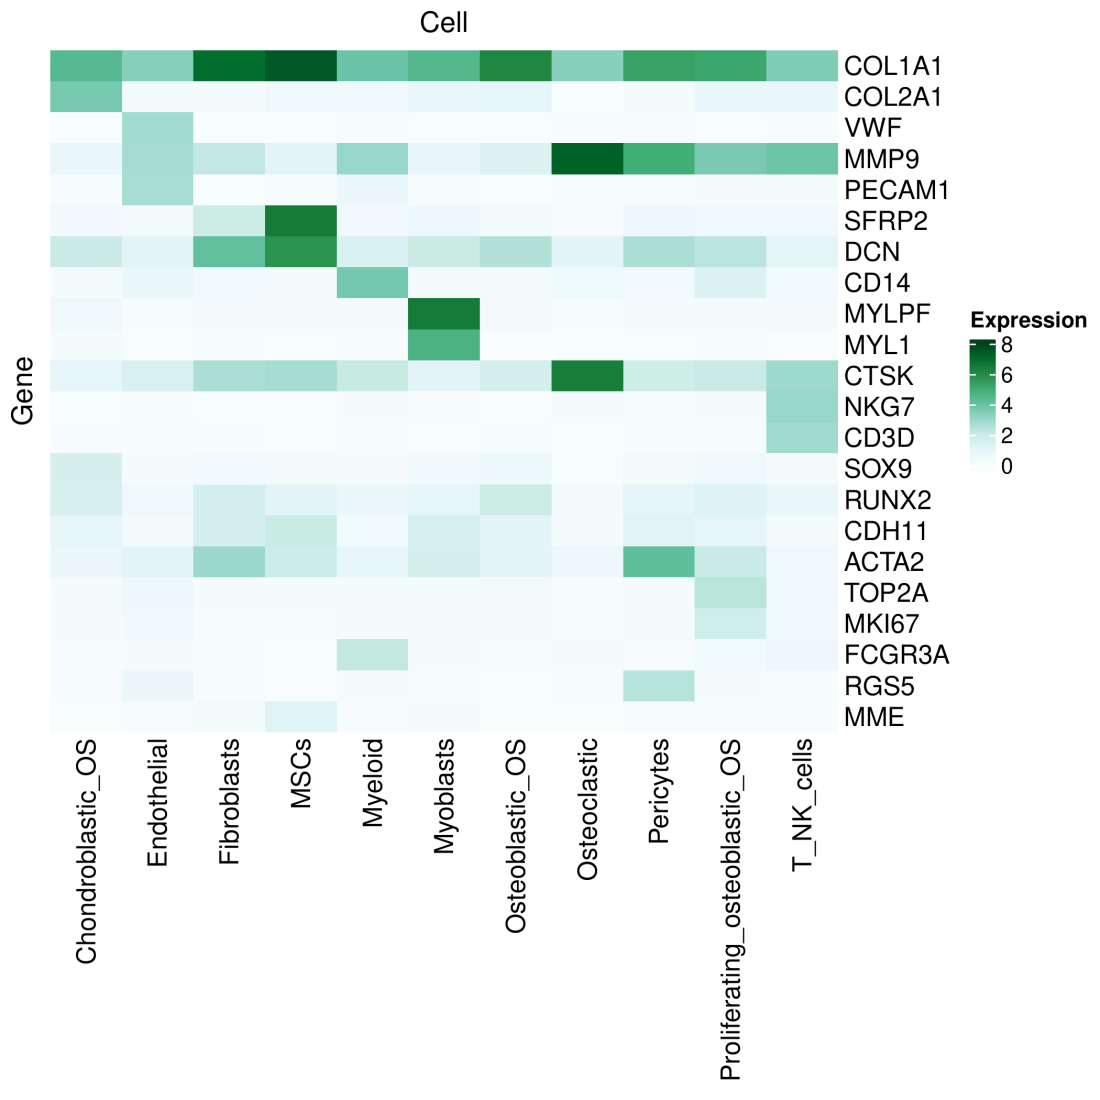 Cell
COL1A1
COL2A1
VWF
MMP9
PECAM1
SFRP2
DCN
CD14
MYLPF
MYL1
CTSK
NKG7
CD3D
SOX9
RUNX2
CDH11
ACTA2
TOP2A
MKI67
FCGR3A
RGS5
MME
Gene
Expression
8
6
4
2
0
Chondroblastic_OS
Endothelial
Fibroblasts
MSCs
Myeloid
Myoblasts
Osteoblastic_OS
Osteoclastic
Pericytes
Proliferating_osteoblastic_OS
T_NK_cells